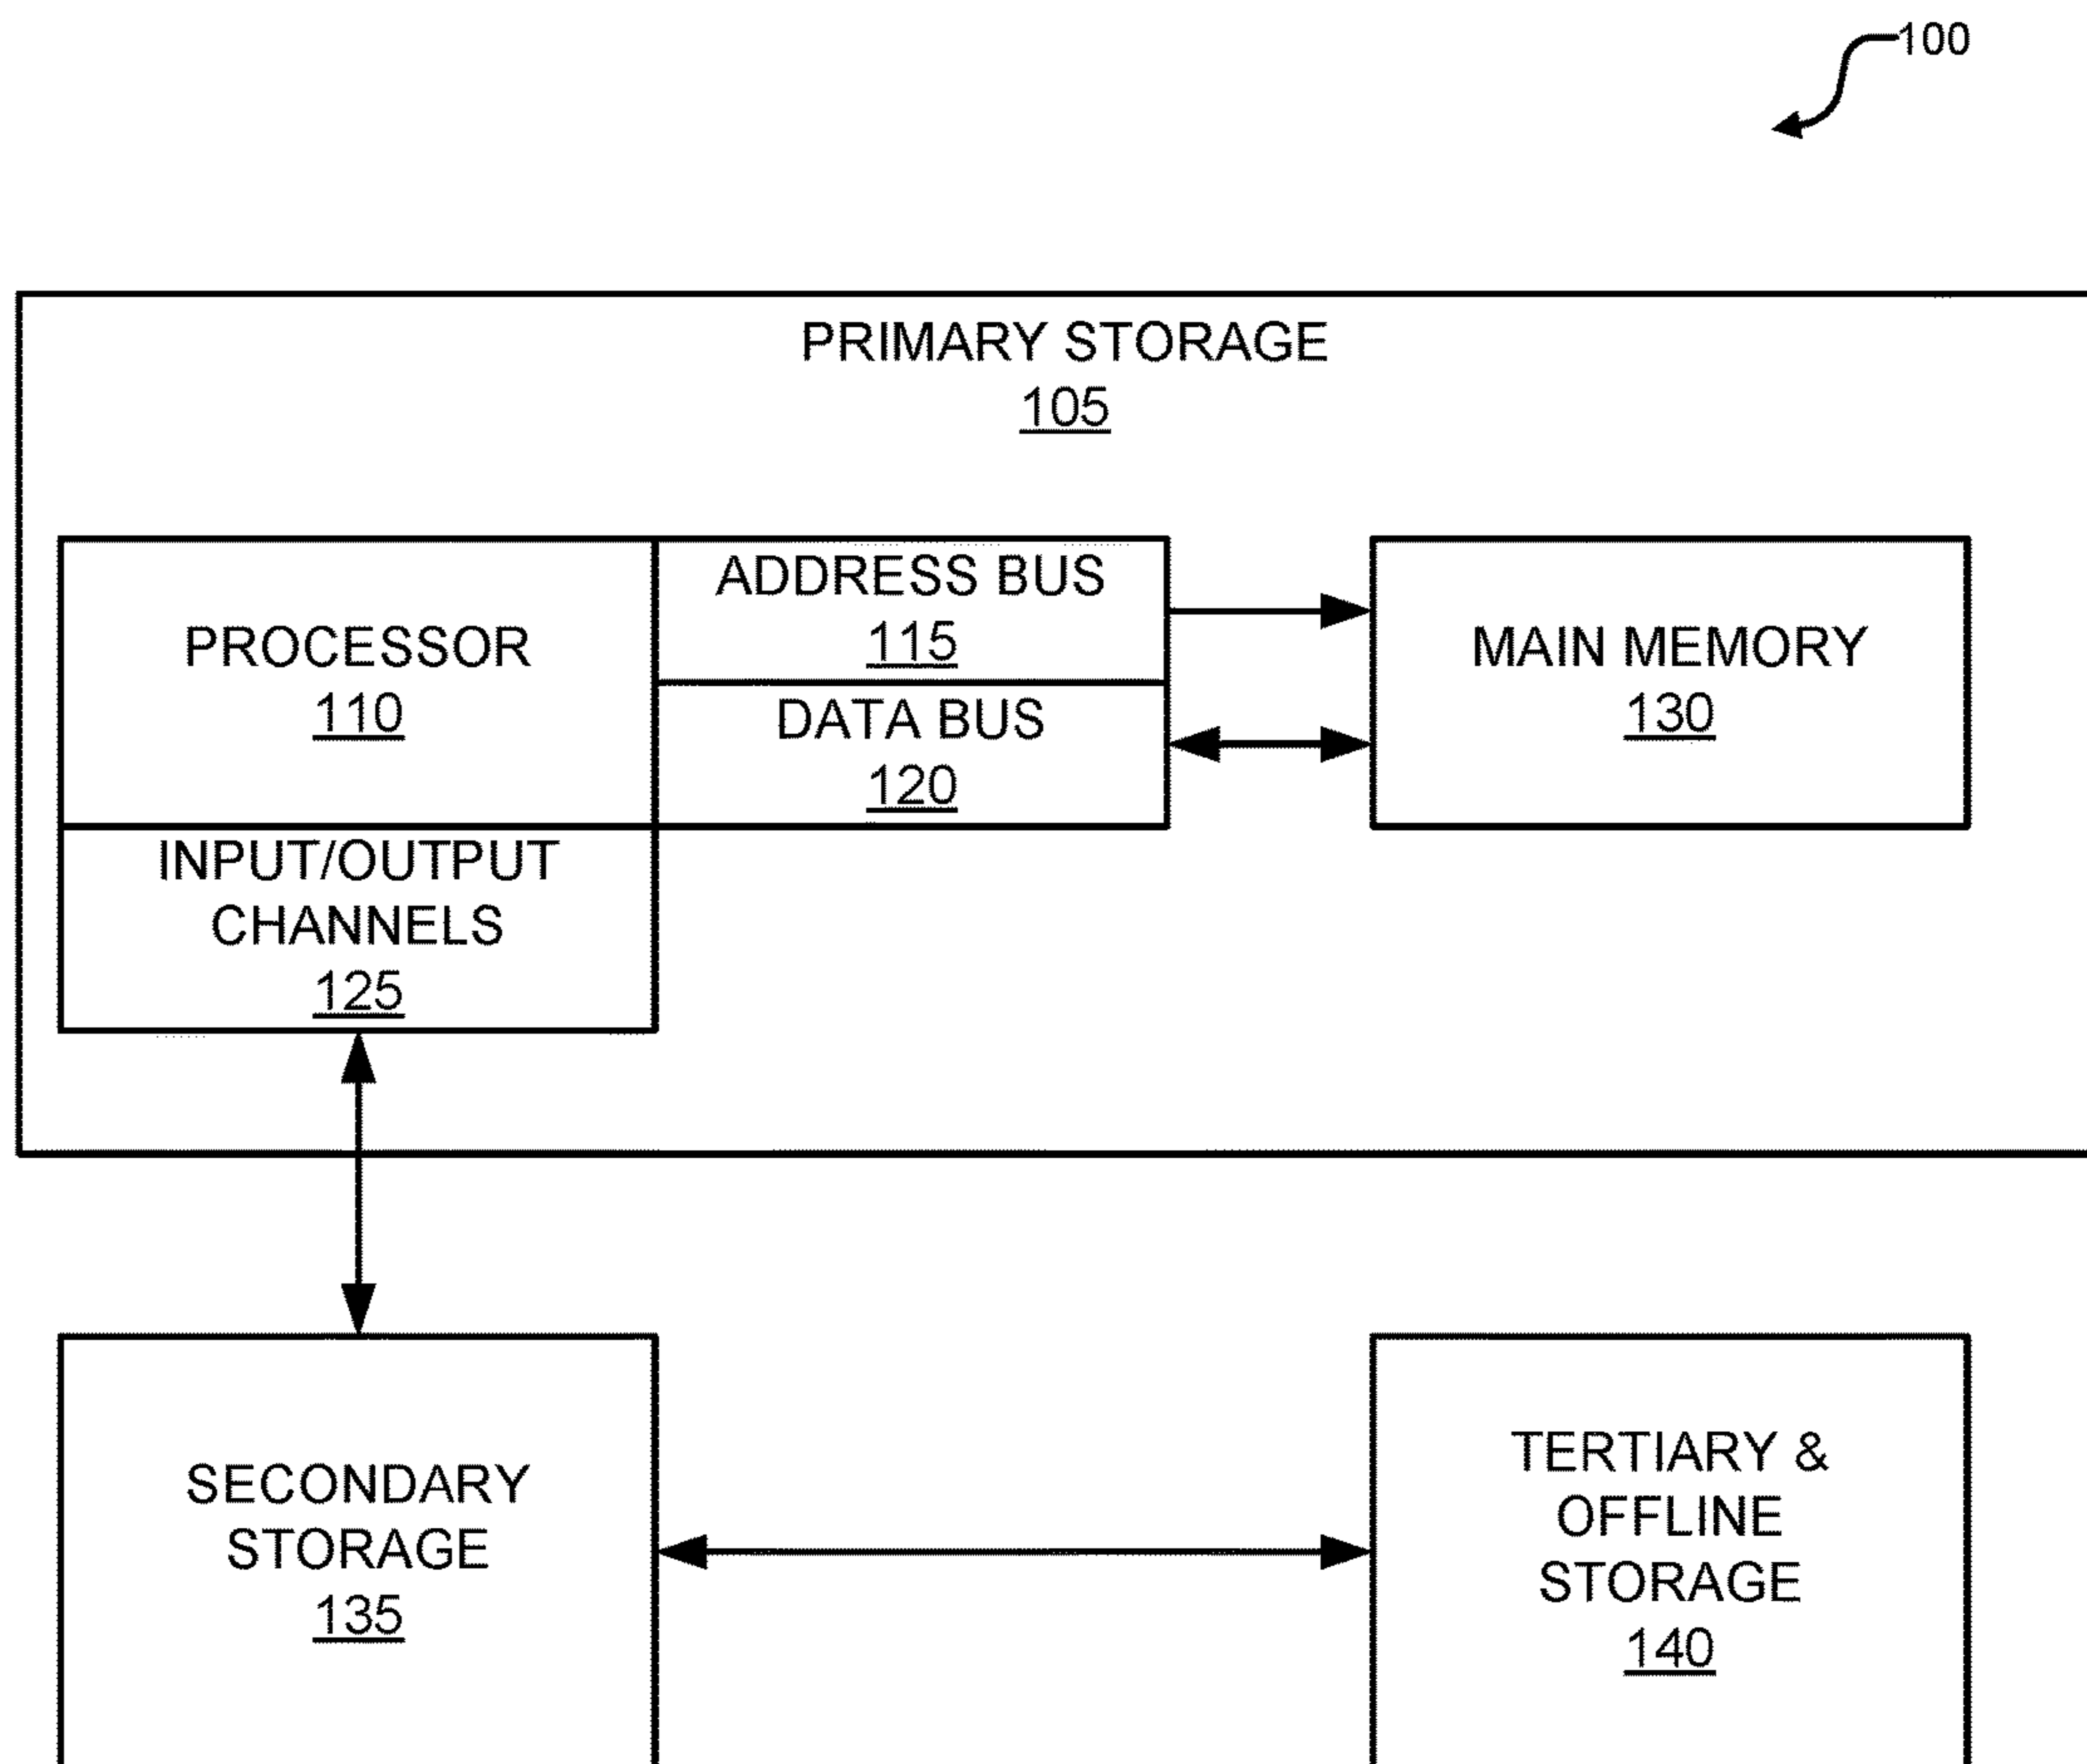 100
PRIMARY STORAGE
105
PROCESSOR
110
ADDRESS BUS
115
DATA BUS
120
MAIN MEMORY
130
INPUT/OUTPUT
CHANNELS
125
SECONDARY
STORAGE
135
TERTIARY &
OFFLINE
STORAGE
140